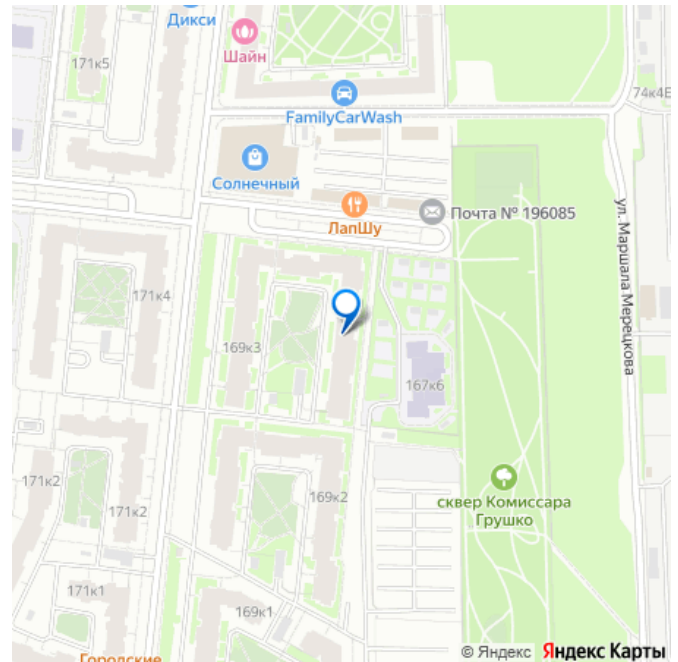 Дикси
Шайн
171к5
FamilyCarWash
74к4Б
Солнечный
ЛапШу
Почта № 196085
ул. Маршала Мерецкова
171к4
169к3
167к6
171к2
171к2
169к2
сквер Комиссара
Грушко
171к1
169к1
Городские
© Яндекс Яндекс Карты